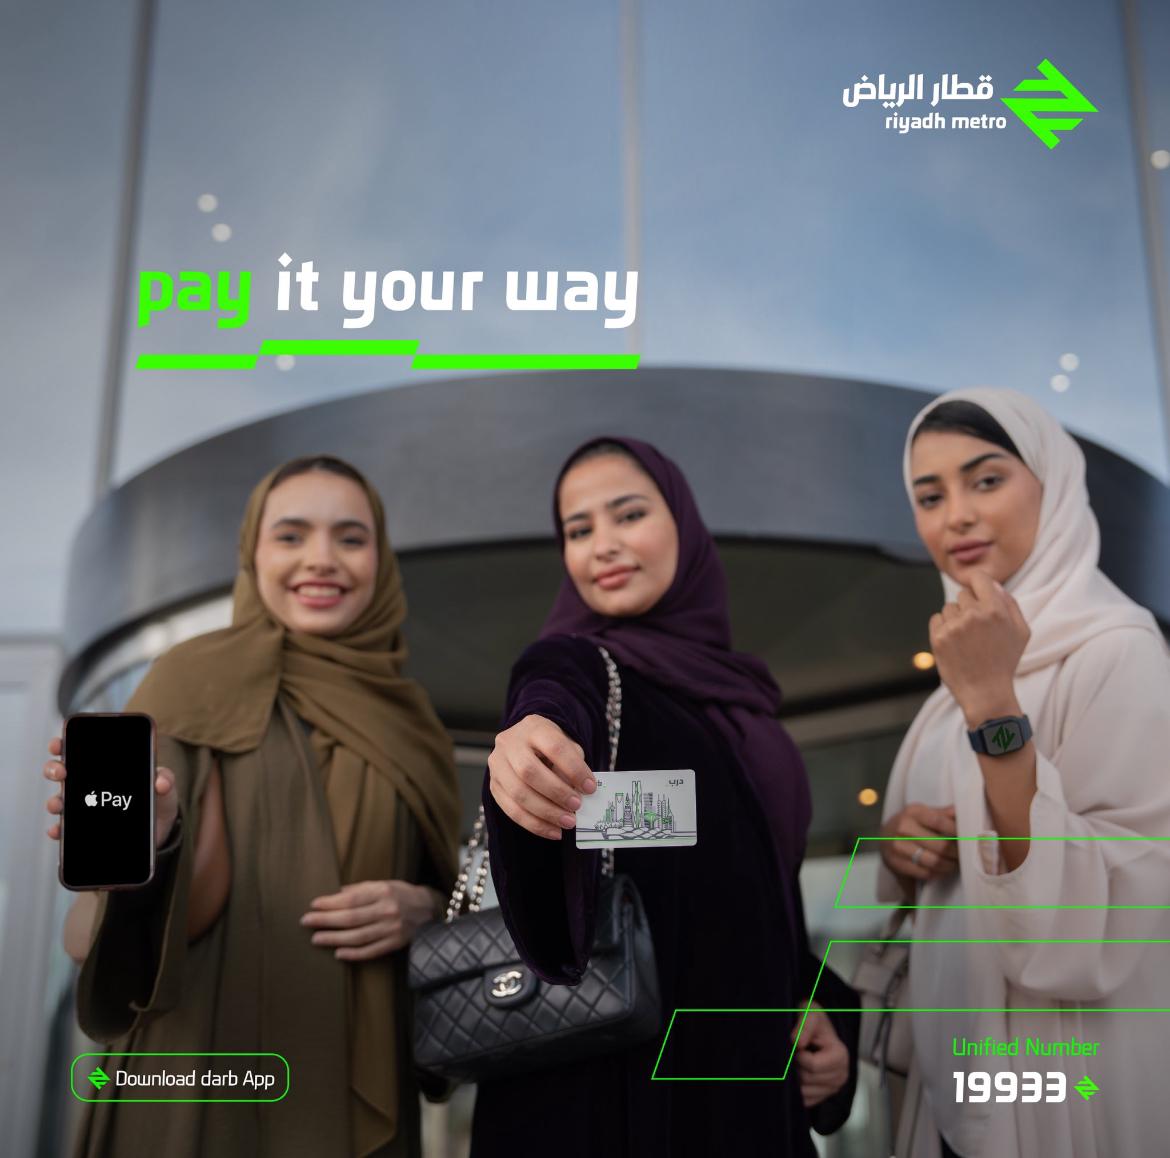 قطار الرياض
riyadh metro
pay it your way
Pay
درب
Download darb App
Unified Number
19933